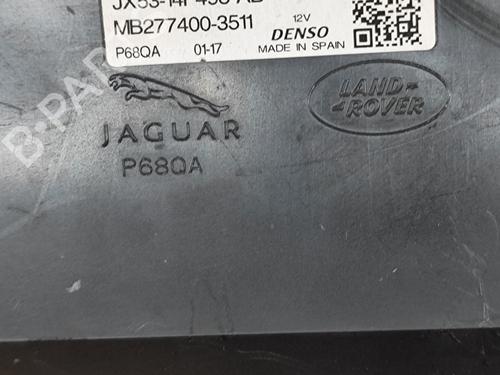 MB277400-3511
12V
DENSO
P68QA 01-17 MADE IN SPAIN
JAGUAR
P68QA
LAND-
-ROVER